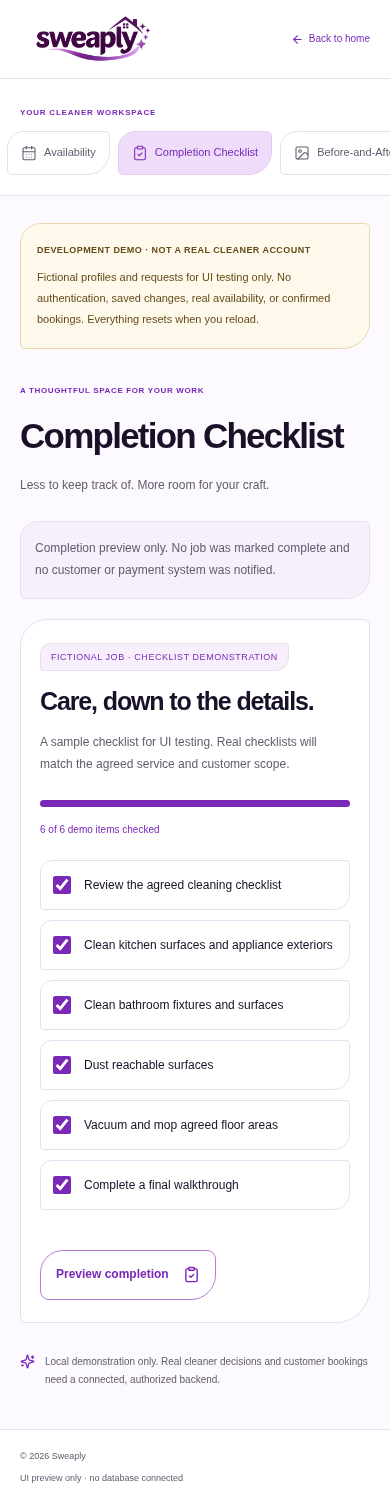 sweaply
Back to home
YOUR CLEANER WORKSPACE
Availability
Completion Checklist
Before-and-Aft
DEVELOPMENT DEMO · NOT A REAL CLEANER ACCOUNT
Fictional profiles and requests for UI testing only. No
authentication, saved changes, real availability, or confirmed
bookings. Everything resets when you reload.
A THOUGHTFUL SPACE FOR YOUR WORK
Completion Checklist
Less to keep track of. More room for your craft.
Completion preview only. No job was marked complete and
no customer or payment system was notified.
FICTIONAL JOB · CHECKLIST DEMONSTRATION
Care, down to the details.
A sample checklist for UI testing. Real checklists will
match the agreed service and customer scope.
6 of 6 demo items checked
Review the agreed cleaning checklist
Clean kitchen surfaces and appliance exteriors
Clean bathroom fixtures and surfaces
Dust reachable surfaces
Vacuum and mop agreed floor areas
Complete a final walkthrough
Preview completion
Local demonstration only. Real cleaner decisions and customer bookings
need a connected, authorized backend.
© 2026 Sweaply
UI preview only · no database connected